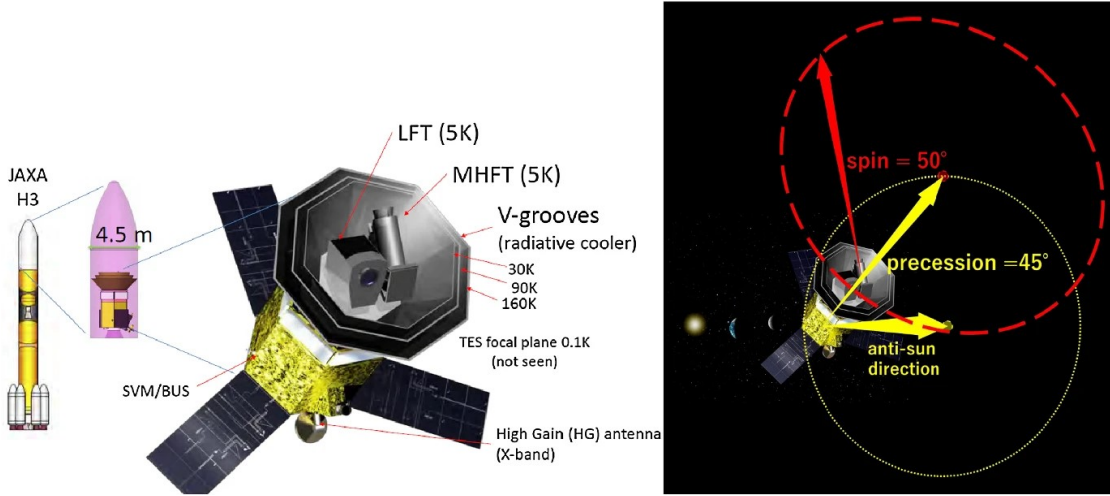 JAXA
H3
4.5 m
LFT (5K)
MHFT (5K)
V-grooves
(radiative cooler)
30K
90K
160K
TES focal plane 0.1K
(not seen)
SVM/BUS
High Gain (HG) antenna
(X-band)
spin = 50°
precession =45°
anti-sun
direction